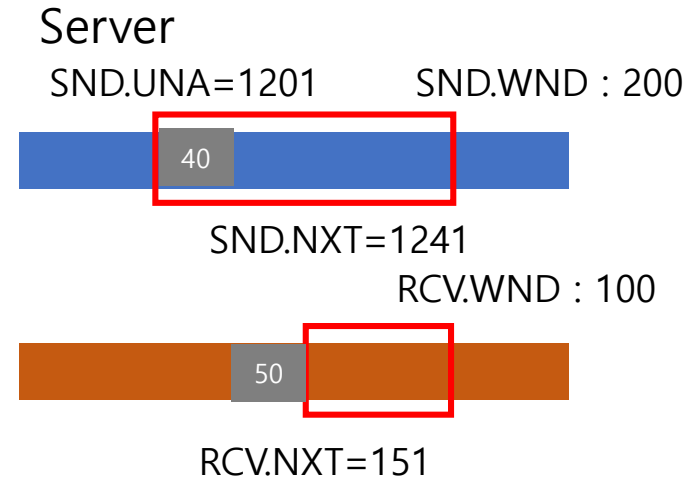 Server
SND.UNA=1201 SND.WND : 200
40
SND.NXT=1241
RCV.WND : 100
50
RCV.NXT=151